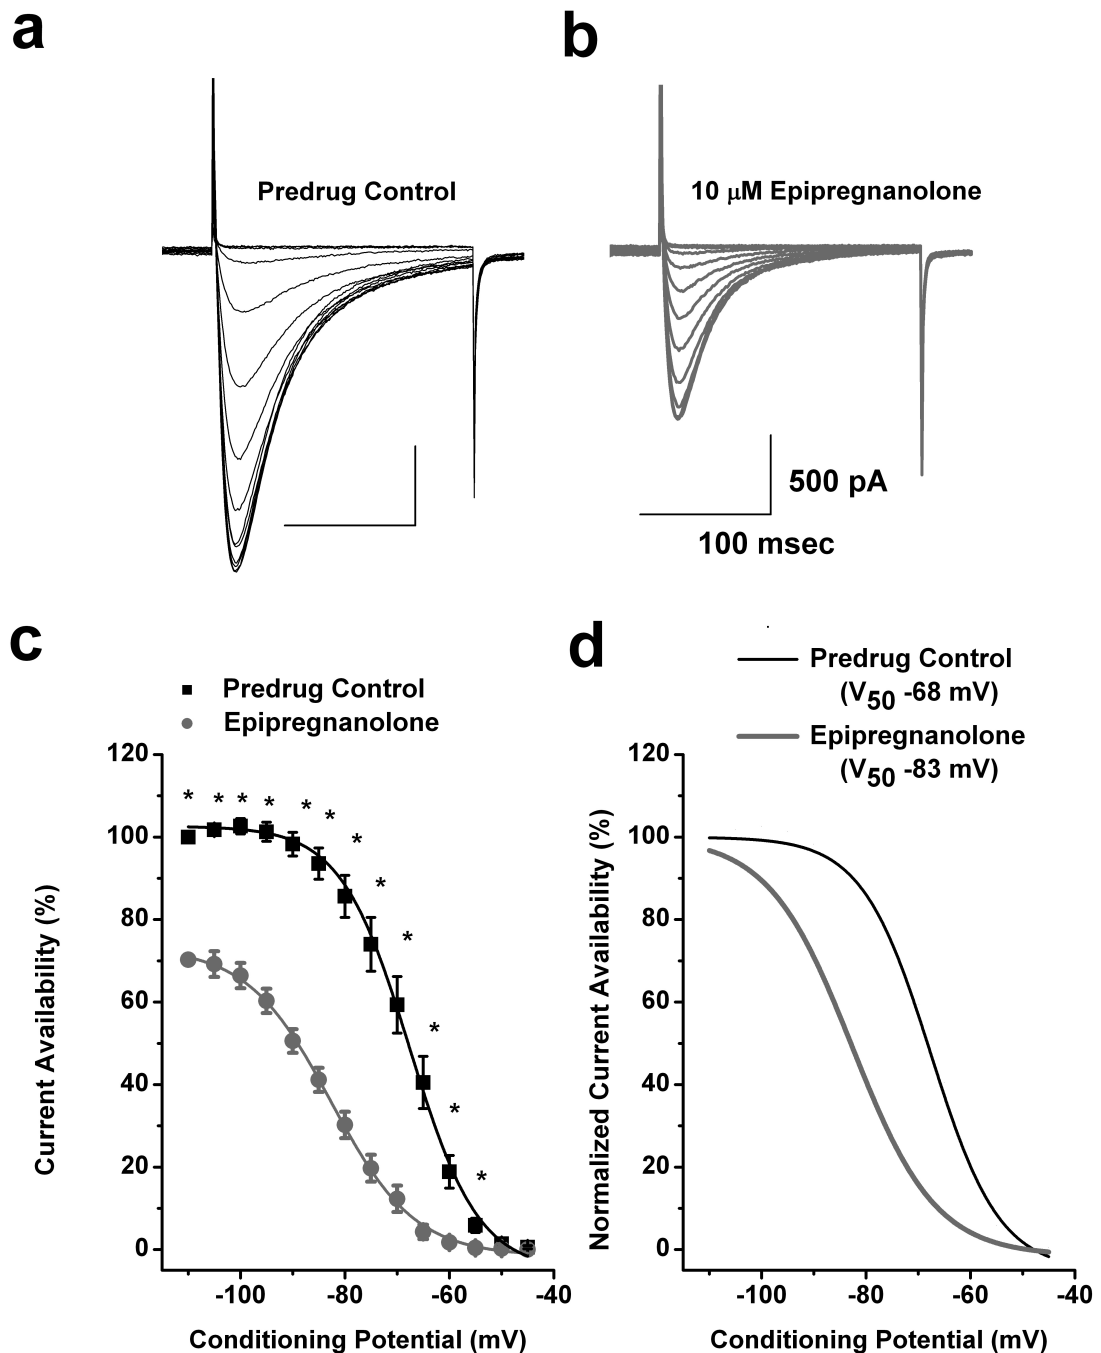 a
b
Predrug Control
10 μM Epipregnanolone
500 pA
100 msec
c
Predrug Control
Epipregnanolone
120
100
80
60
40
20
0
* * * * * * * * * * * *
-100 -80 -60 -40
Current Availability (%)
Conditioning Potential (mV)
d
Predrug Control
(V50 -68 mV)
Epipregnanolone
(V50 -83 mV)
120
100
80
60
40
20
0
-100 -80 -60 -40
Normalized Current Availability (%)
Conditioning Potential (mV)